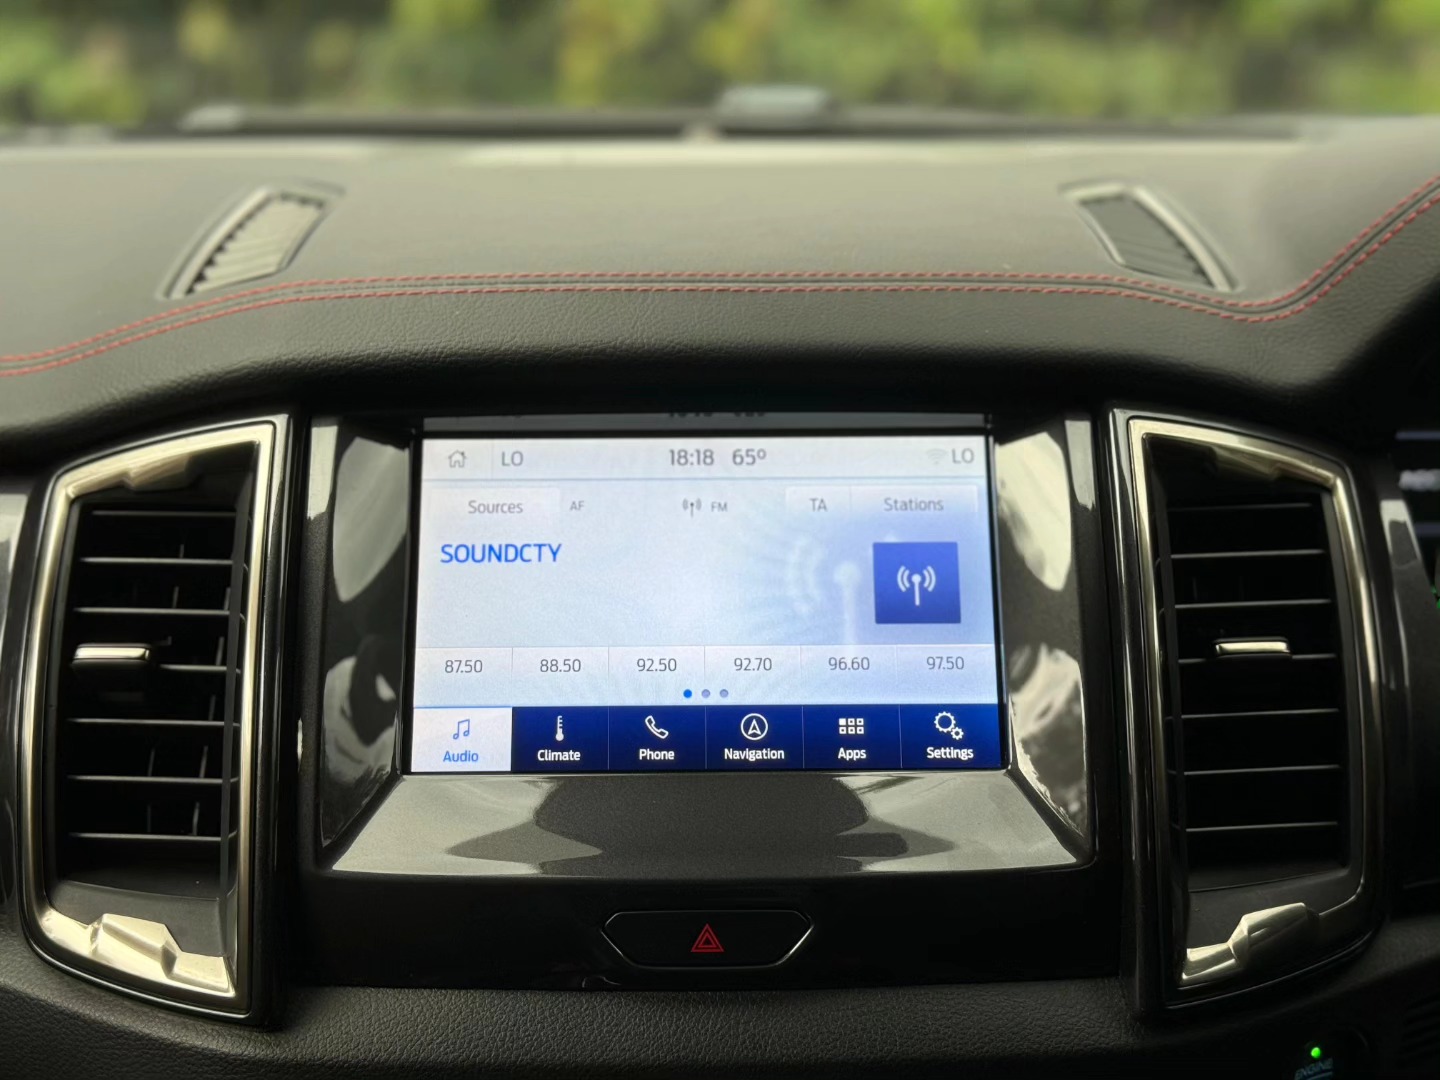 LO 18:18 65° LO
Sources AF FM TA Stations
SOUNDCTY
87.50 88.50 92.50 92.70 96.60 97.50
Audio Climate Phone Navigation Apps Settings
ENGINE